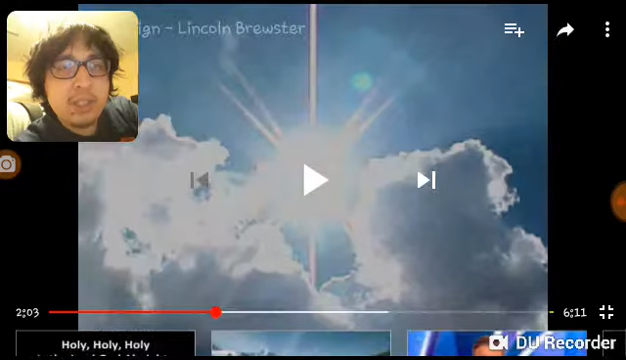 ign - Lincoln Brewster
2:03
6:11
Holy, Holy, Holy
DU Recorder